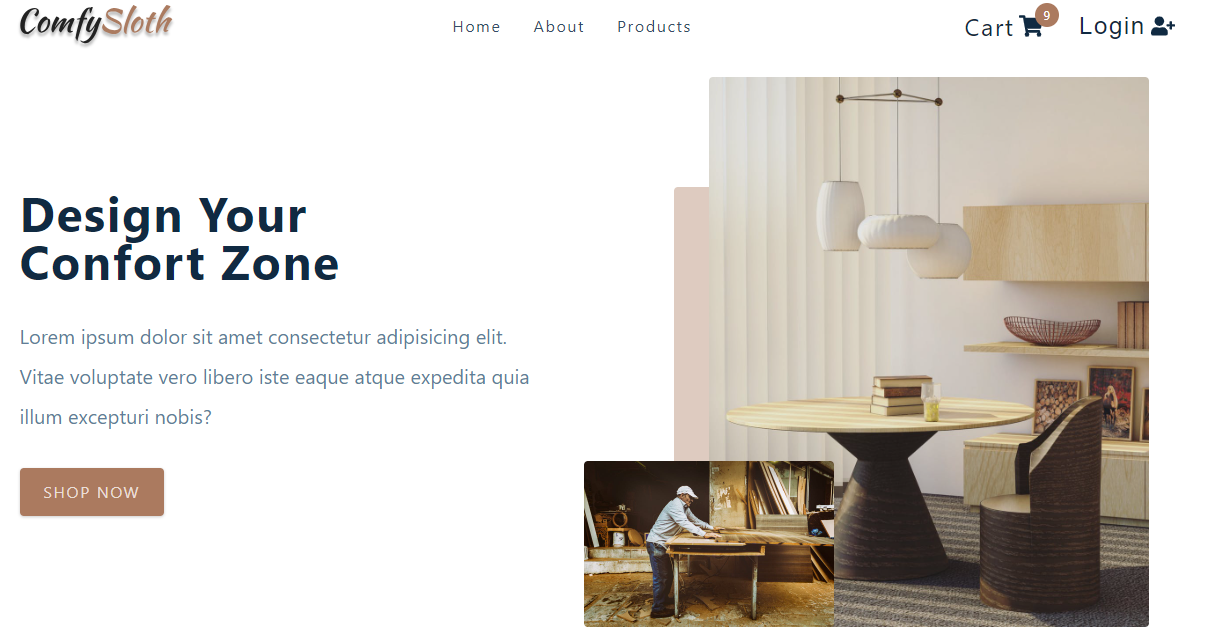 ComfySloth
Home About Products
Cart 9 Login
Design Your
Confort Zone
Lorem ipsum dolor sit amet consectetur adipisicing elit.
Vitae voluptate vero libero iste eaque atque expedita quia
illum excepturi nobis?
SHOP NOW